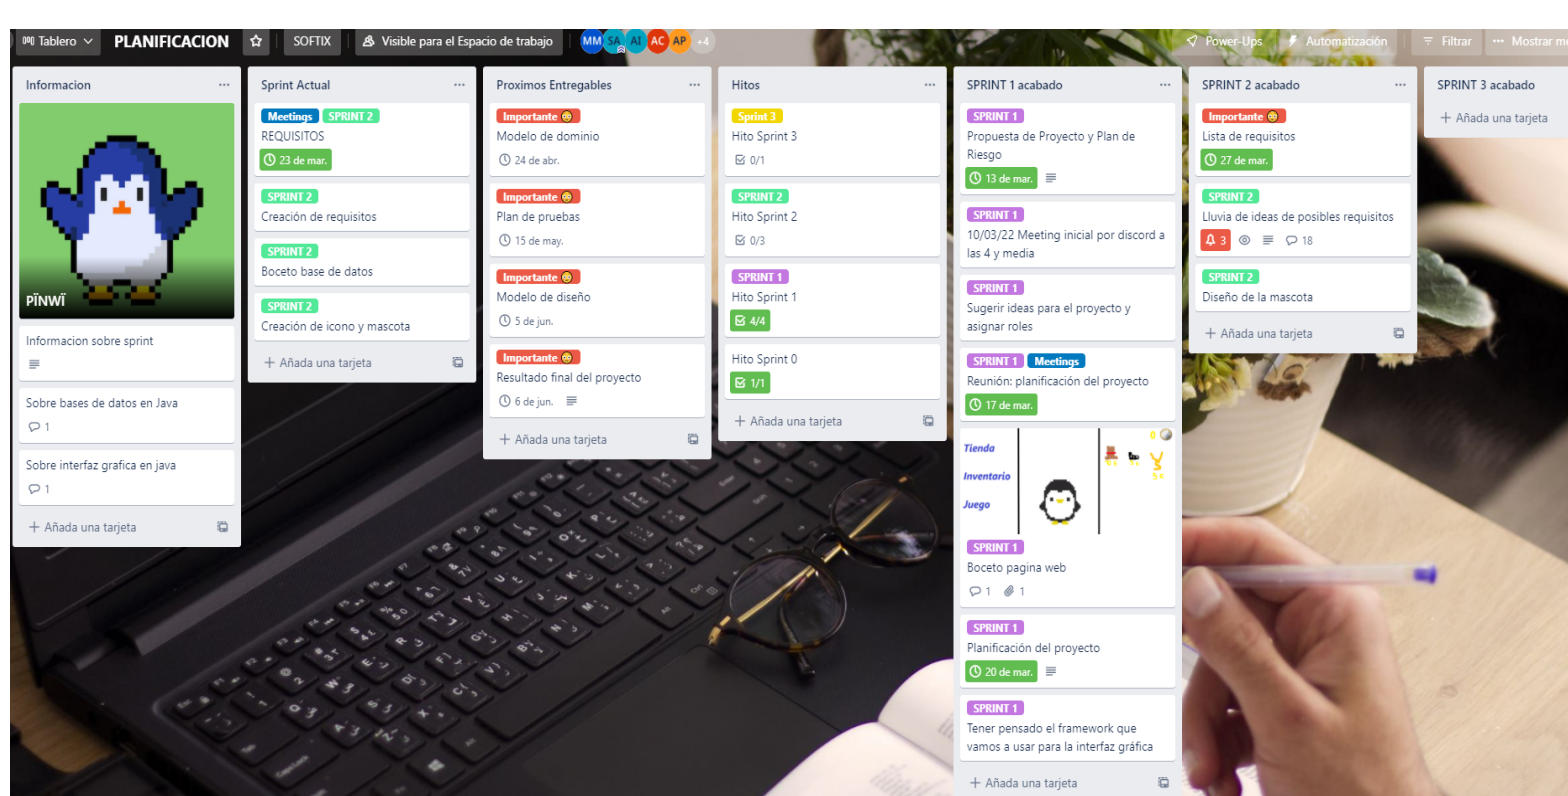 Tablero
PLANIFICACION
SOFTIX
Visible para el Espacio de trabajo
MM SA AI AC AP +4
Power-Ups
Automatización
Filtrar
Mostrar
Informacion
PÏNWÏ
Informacion sobre sprint
Sobre bases de datos en Java
1
Sobre interfaz grafica en java
1
+ Añada una tarjeta
Sprint Actual
Meetings SPRINT 2
REQUISITOS
23 de mar.
SPRINT 2
Creación de requisitos
SPRINT 2
Boceto base de datos
SPRINT 2
Creación de icono y mascota
+ Añada una tarjeta
Proximos Entregables
Importante 😳
Modelo de dominio
24 de abr.
Importante 😳
Plan de pruebas
15 de may.
Importante 😳
Modelo de diseño
5 de jun.
Importante 😳
Resultado final del proyecto
6 de jun.
+ Añada una tarjeta
Hitos
Sprint 3
Hito Sprint 3
0/1
SPRINT 2
Hito Sprint 2
0/3
SPRINT 1
Hito Sprint 1
4/4
Hito Sprint 0
1/1
+ Añada una tarjeta
SPRINT 1 acabado
SPRINT 1
Propuesta de Proyecto y Plan de
Riesgo
13 de mar.
SPRINT 1
10/03/22 Meeting inicial por discord a
las 4 y media
SPRINT 1
Sugerir ideas para el proyecto y
asignar roles
SPRINT 1 Meetings
Reunión: planificación del proyecto
17 de mar.
Tienda
Inventario
Juego
0
SPRINT 1
Boceto pagina web
1 1
SPRINT 1
Planificación del proyecto
20 de mar.
SPRINT 1
Tener pensado el framework que
vamos a usar para la interfaz gráfica
+ Añada una tarjeta
SPRINT 2 acabado
Importante 😳
Lista de requisitos
27 de mar.
SPRINT 2
Lluvia de ideas de posibles requisitos
3 18
SPRINT 2
Diseño de la mascota
+ Añada una tarjeta
SPRINT 3 acabado
+ Añada una tarjeta